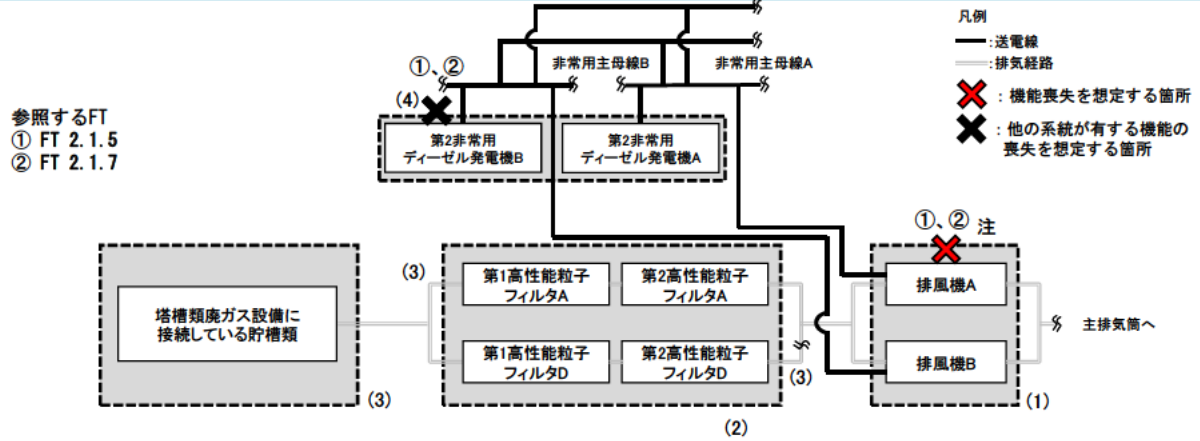 凡例
:送電線
:排気経路
:機能喪失を想定する箇所
:他の系統が有する機能の
喪失を想定する箇所
参照するFT
① FT 2.1.5
② FT 2.1.7
①、②
非常用主母線B
非常用主母線A
(4)
第2非常用
ディーゼル発電機B
第2非常用
ディーゼル発電機A
①、② 注
塔槽類廃ガス設備に
接続している貯槽類
(3)
(3)
第1高性能粒子
フィルタA
第2高性能粒子
フィルタA
第1高性能粒子
フィルタD
第2高性能粒子
フィルタD
(3)
(2)
排風機A
排風機B
(1)
主排気筒へ